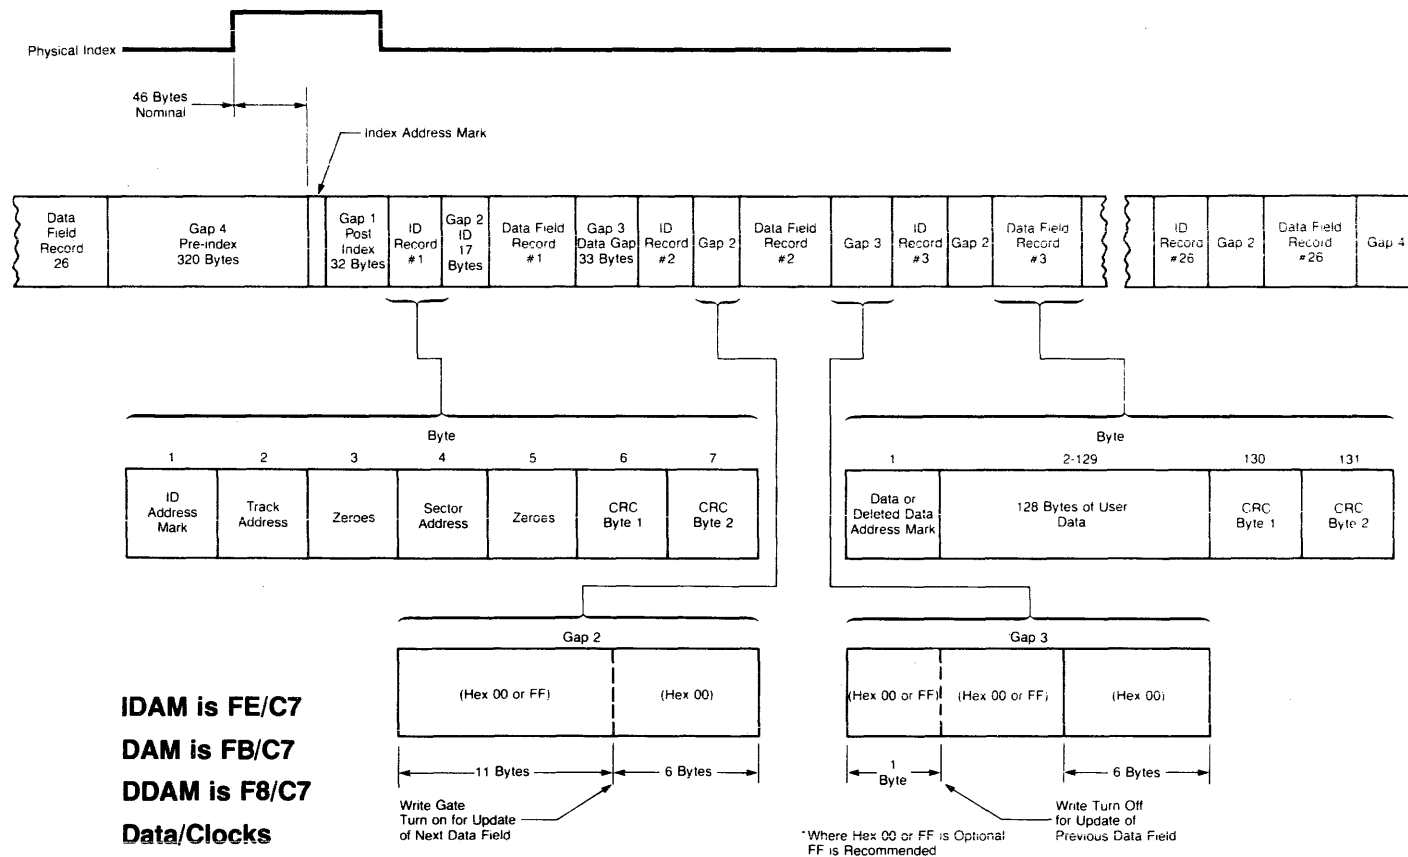 Physical Index
46 Bytes
Nominal
Index Address Mark
Data
Field
Record
26
Gap 4
Pre-index
320 Bytes
Gap 1
Post
Index
32 Bytes
ID
Record
#1
Gap 2
ID
17
Bytes
Data Field
Record
#1
Gap 3
Data Gap
33 Bytes
ID
Record
#2
Gap 2
Data Field
Record
#2
Gap 3
ID
Record
#3
Gap 2
Data Field
Record
#3
ID
Record
#26
Gap 2
Data Field
Record
#26
Gap 4
Byte
1 2 3 4 5 6 7
ID
Address
Mark
Track
Address
Zeroes
Sector
Address
Zeroes
CRC
Byte 1
CRC
Byte 2
Byte
1 2-129 130 131
Data or
Deleted Data
Address Mark
128 Bytes of User
Data
CRC
Byte 1
CRC
Byte 2
Gap 2
(Hex 00 or FF)
(Hex 00)
11 Bytes
6 Bytes
Write Gate
Turn on for Update
of Next Data Field
Gap 3
(Hex 00 or FF)
(Hex 00 or FF)
(Hex 00)
1
Byte
6 Bytes
Write Turn Off
for Update of
Previous Data Field
*Where Hex 00 or FF is Optional
FF is Recommended
IDAM is FE/C7
DAM is FB/C7
DDAM is F8/C7
Data/Clocks